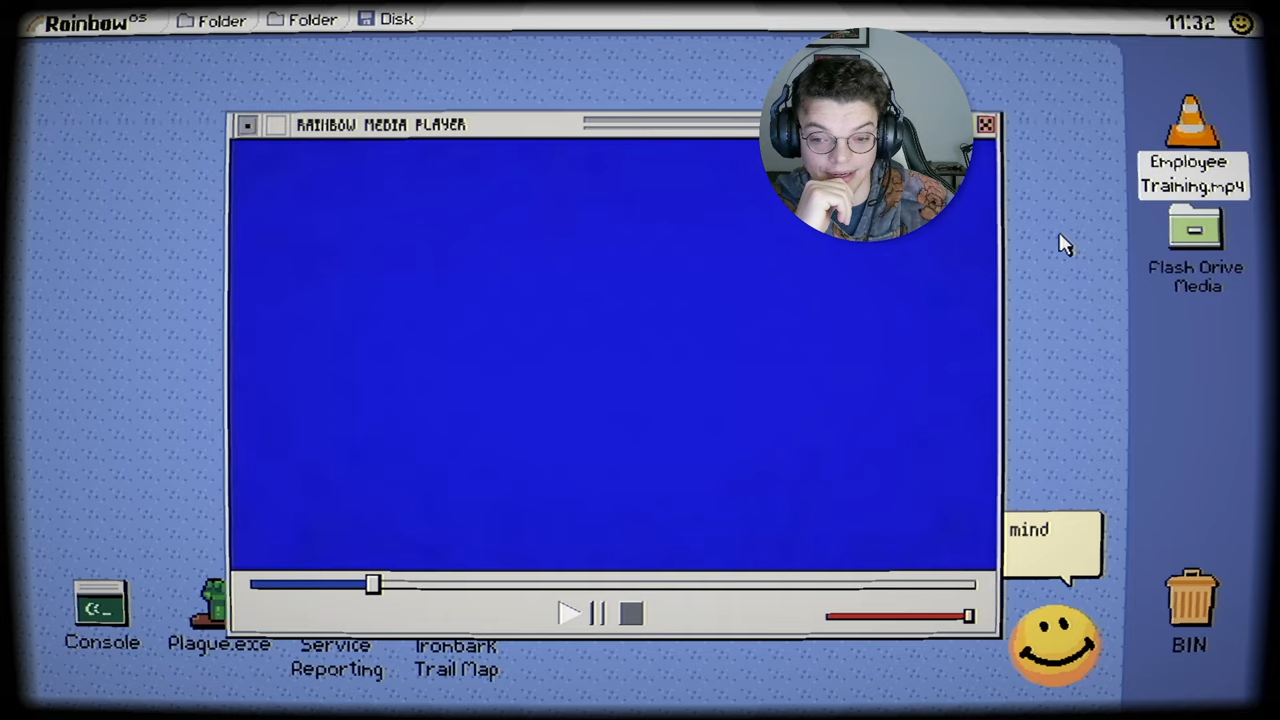 Rainbow OS
Folder
Folder
Disk
11:32
RAINBOW MEDIA PLAYER
Employee
Training.mp4
Flash Drive
Media
mind
Console
Plague.exe
Service
Reporting
Ironbark
Trail Map
BIN